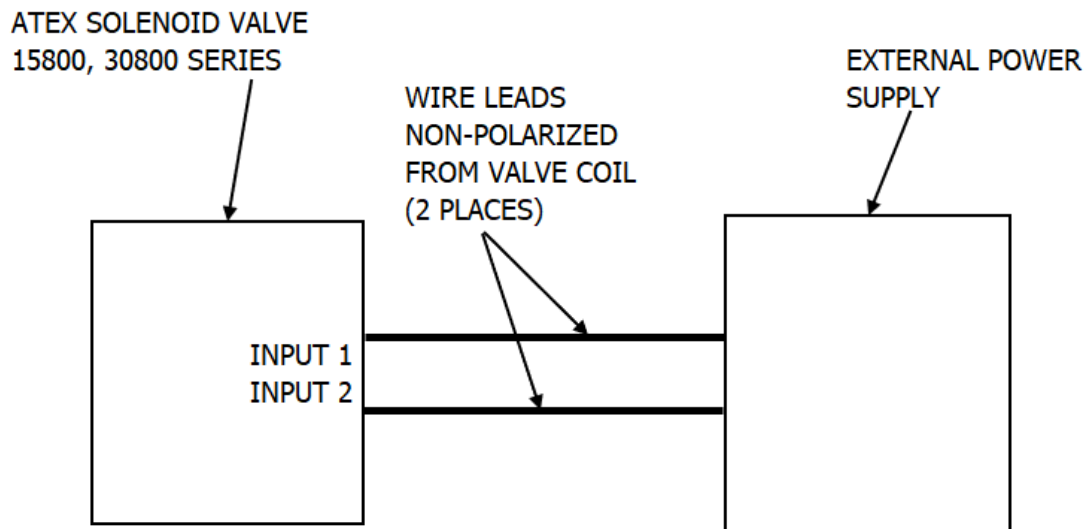 ATEX SOLENOID VALVE
15800, 30800 SERIES
EXTERNAL POWER
SUPPLY
WIRE LEADS
NON-POLARIZED
FROM VALVE COIL
(2 PLACES)
INPUT 1
INPUT 2